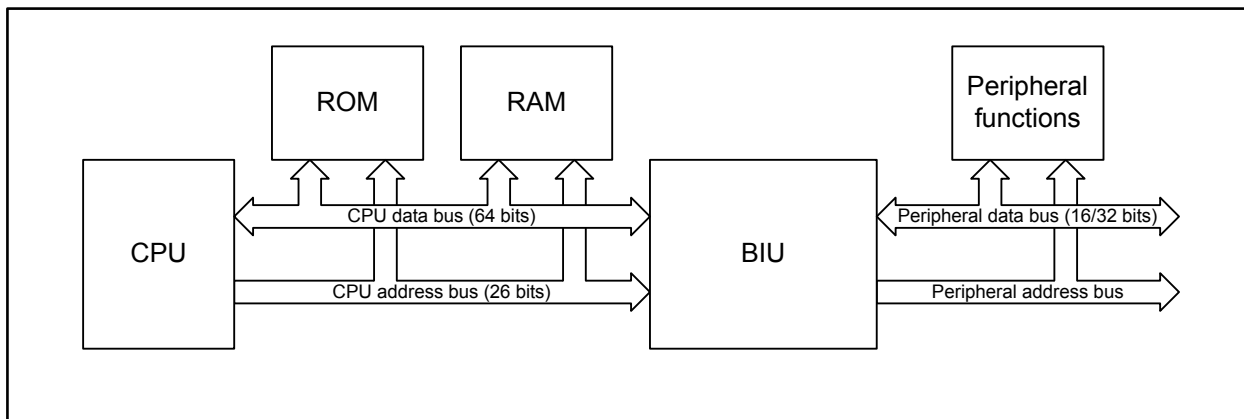 ROM
RAM
Peripheral
functions
CPU data bus (64 bits)
Peripheral data bus (16/32 bits)
CPU
BIU
CPU address bus (26 bits)
Peripheral address bus